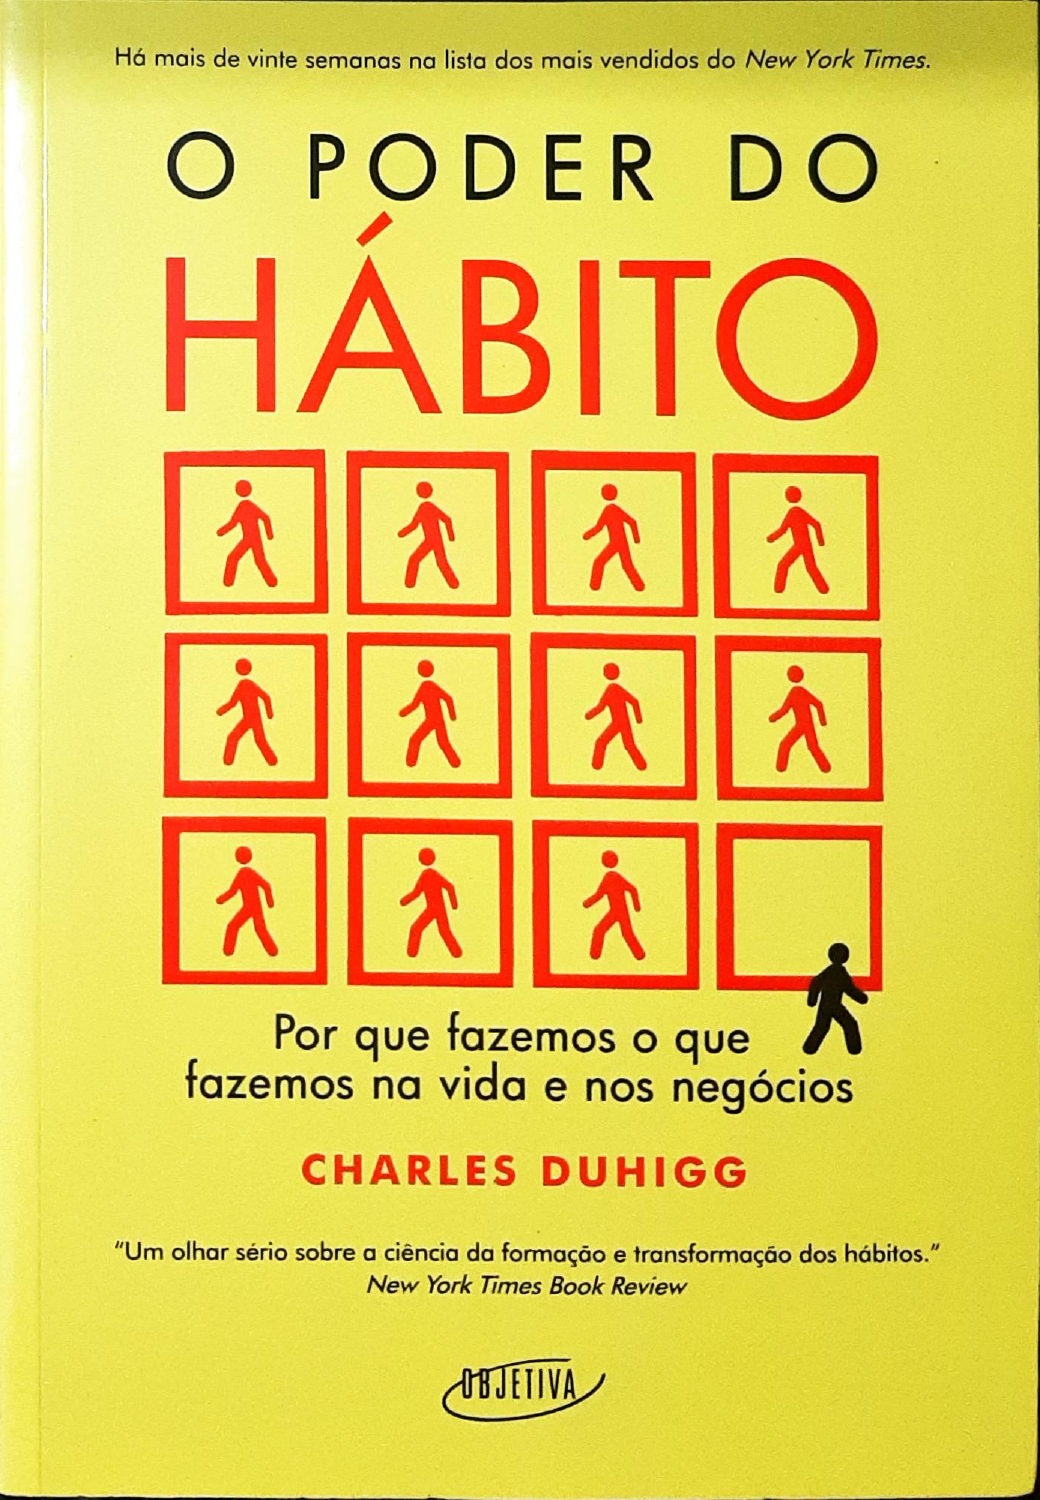 Há mais de vinte semanas na lista dos mais vendidos do New York Times.
O PODER DO
HÁBITO
Por que fazemos o que
fazemos na vida e nos negócios
CHARLES DUHIGG
“Um olhar sério sobre a ciência da formação e transformação dos hábitos.”
New York Times Book Review
OBJETIVA